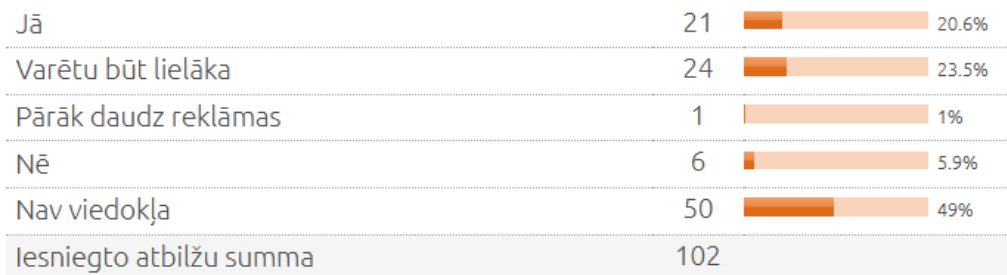 Jā 21 20.6%
Varētu būt lielāka 24 23.5%
Pārāk daudz reklāmas 1 1%
Nē 6 5.9%
Nav viedokļa 50 49%
Iesniegto atbilžu summa 102